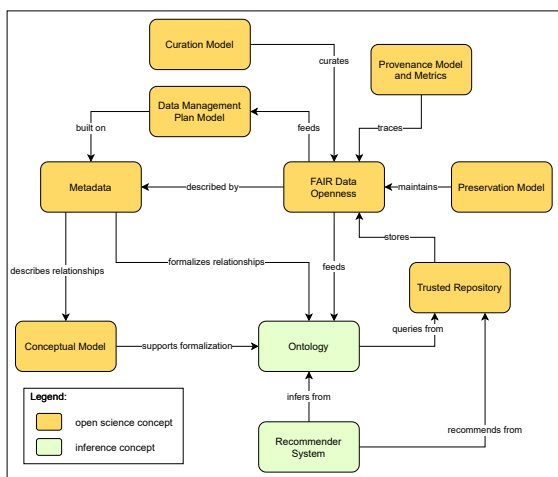 Curation Model
Provenance Model
and Metrics
curates
Data Management
Plan Model
built on
feeds
traces
Metadata
described by
FAIR Data
Openness
maintains
Preservation Model
stores
describes relationships
formalizes relationships
feeds
Trusted Repository
queries from
Conceptual Model
supports formalization
Ontology
Legend:
open science concept
inference concept
infers from
Recommender
System
recommends from